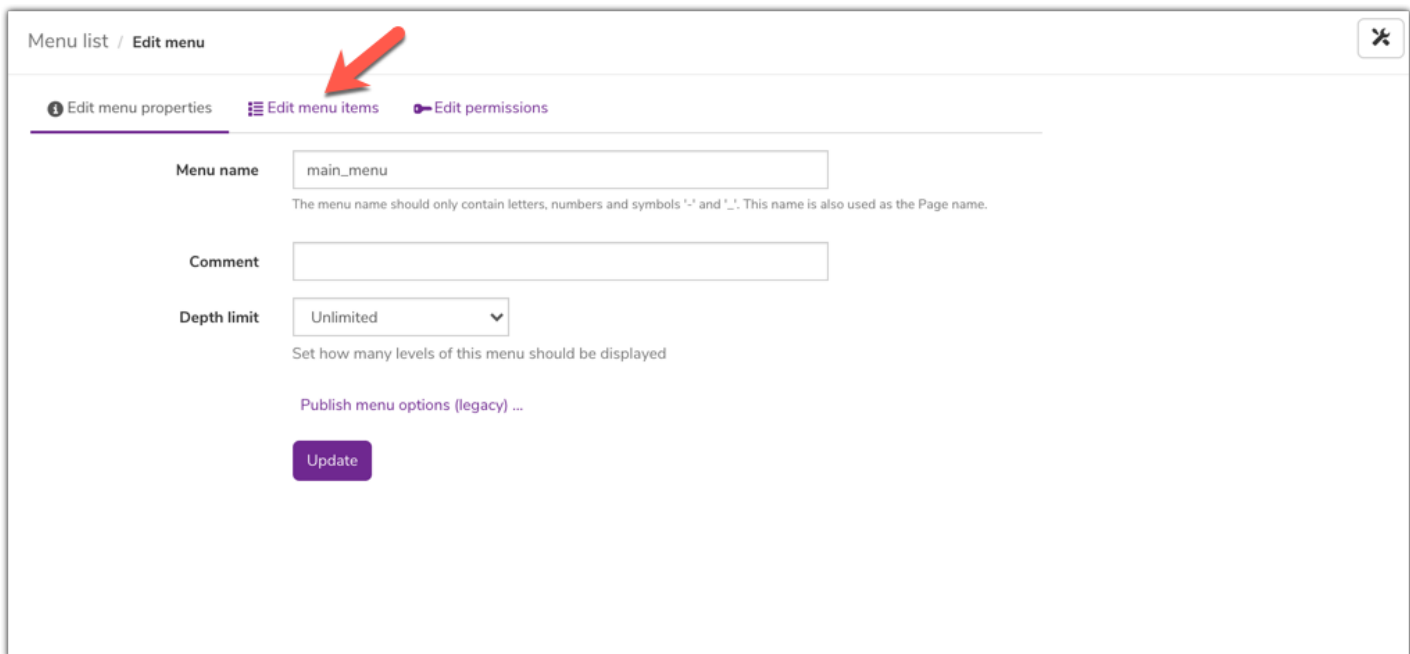 Menu list / Edit menu
Edit menu properties Edit menu items Edit permissions
Menu name main_menu
The menu name should only contain letters, numbers and symbols '-' and '_'. This name is also used as the Page name.
Comment
Depth limit Unlimited
Set how many levels of this menu should be displayed
Publish menu options (legacy) ...
Update